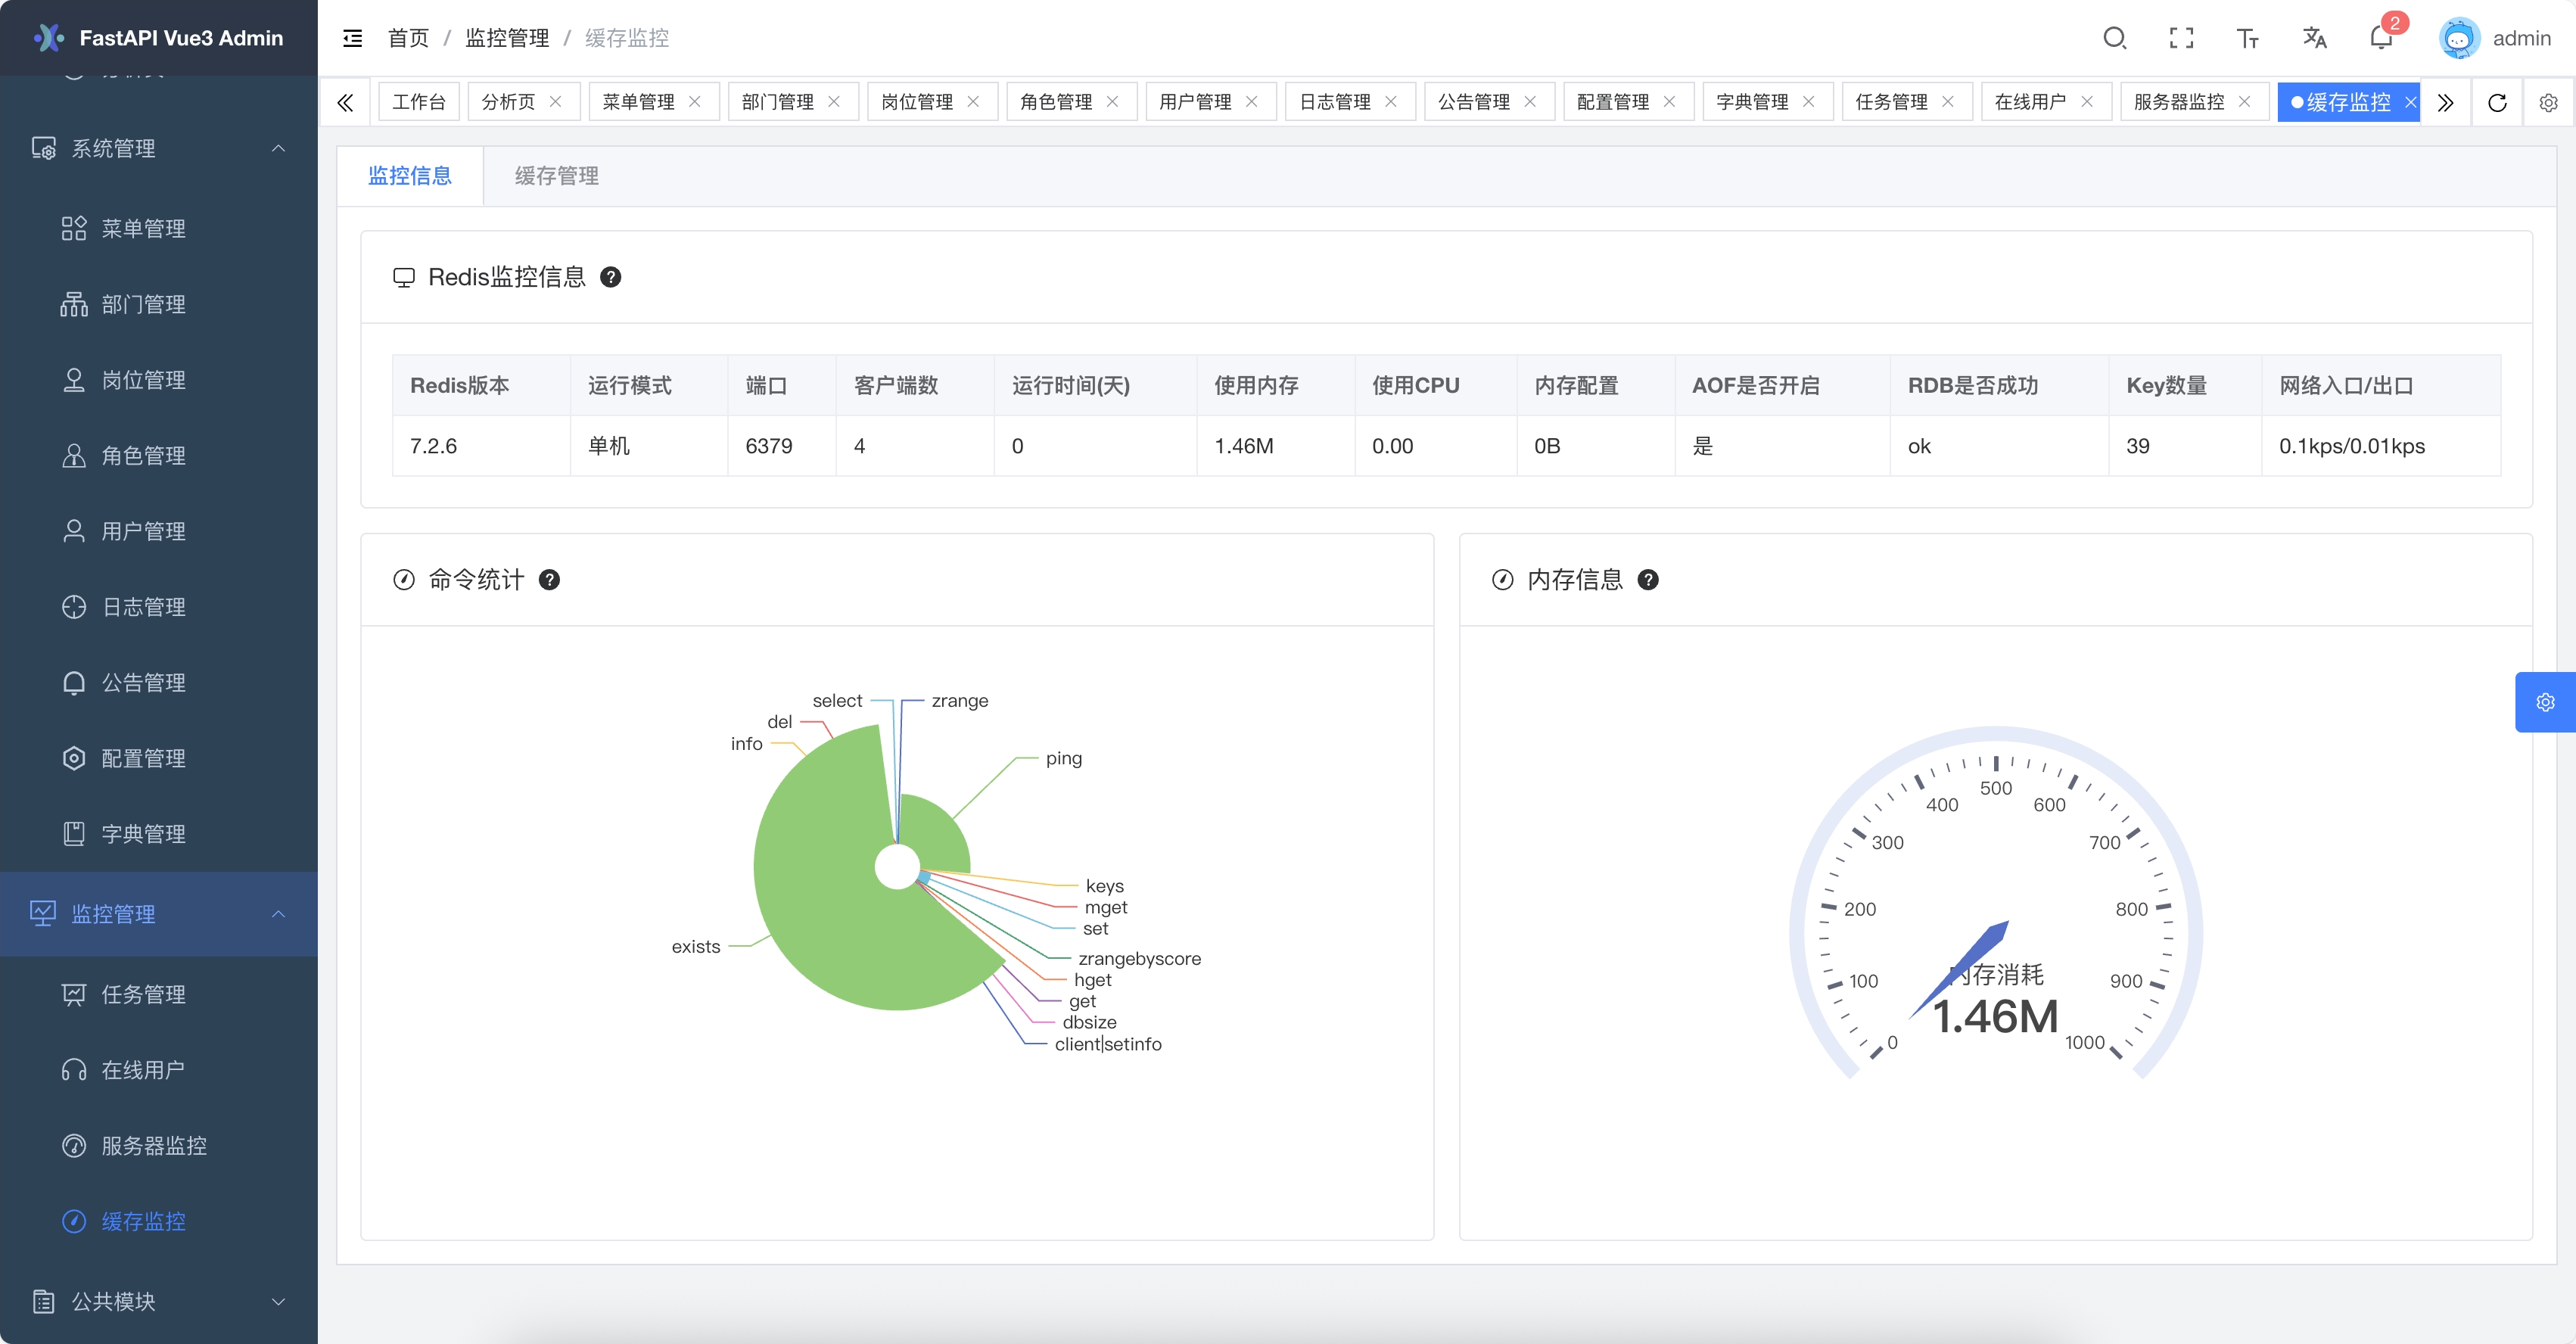 FastAPI Vue3 Admin
首页 / 监控管理 / 缓存监控
2
admin
工作台 分析页 菜单管理 部门管理 岗位管理 角色管理 用户管理 日志管理 公告管理 配置管理 字典管理 任务管理 在线用户 服务器监控 缓存监控
系统管理
菜单管理
部门管理
岗位管理
角色管理
用户管理
日志管理
公告管理
配置管理
字典管理
监控管理
任务管理
在线用户
服务器监控
缓存监控
公共模块
监控信息 缓存管理
Redis监控信息
Redis版本 运行模式 端口 客户端数 运行时间(天) 使用内存 使用CPU 内存配置 AOF是否开启 RDB是否成功 Key数量 网络入口/出口
7.2.6 单机 6379 4 0 1.46M 0.00 0B 是 ok 39 0.1kps/0.01kps
命令统计
select
zrange
del
info
ping
keys
mget
set
exists
zrangebyscore
hget
get
dbsize
client|setinfo
内存信息
0
100
200
300
400
500
600
700
800
900
1000
内存消耗
1.46M